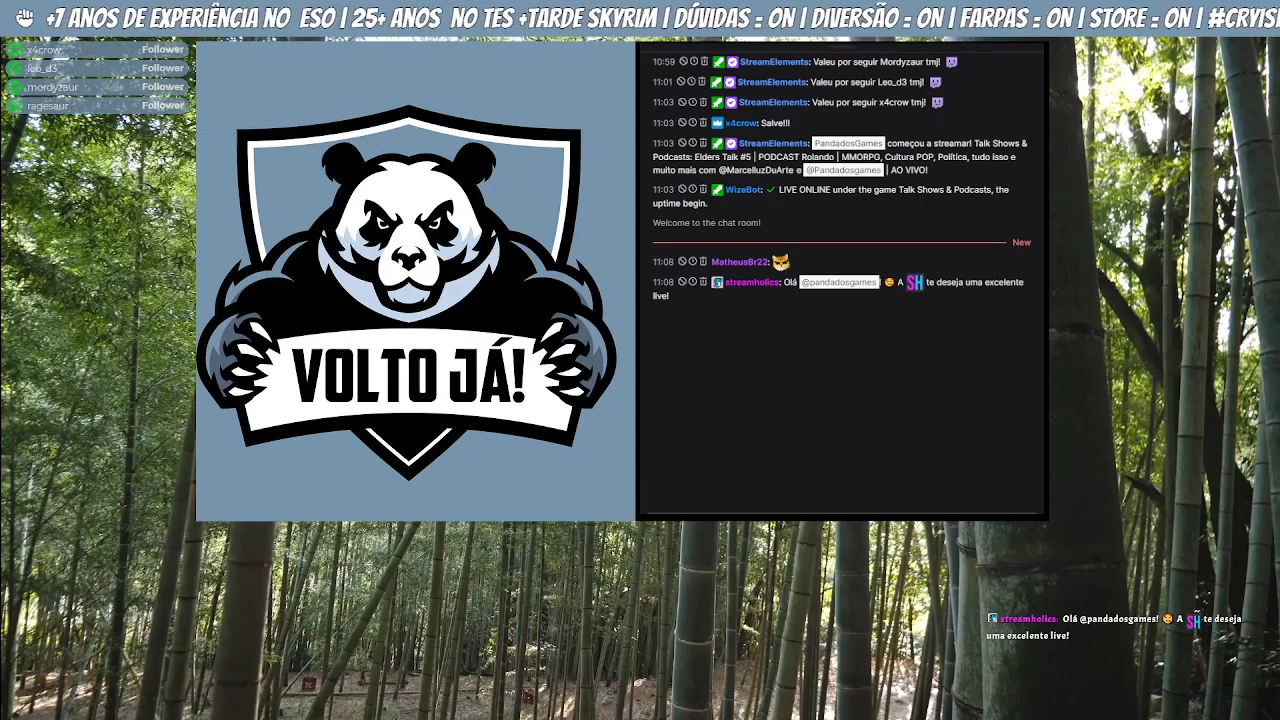 +7 ANOS DE EXPERIÊNCIA NO ESO | 25+ ANOS NO TES +TARDE SKYRIM | DÚVIDAS = ON | DIVERSÃO = ON | FARPAS = ON | STORE = ON | #CRYIS
x4crow Follower
leo_d3 Follower
mordyzaur Follower
ragesaur Follower
VOLTO JÁ!
10:59 StreamElements: Valeu por seguir Mordyzaur tmj!
11:01 StreamElements: Valeu por seguir Leo_d3 tmj!
11:03 StreamElements: Valeu por seguir x4crow tmj!
11:03 x4crow: Salve!!!
11:03 StreamElements: PandadosGames começou a streamar! Talk Shows &
Podcasts: Elders Talk #5 | PODCAST Rolando | MMORPG, Cultura POP, Política, tudo isso e
muito mais com @MarcelluzDuArte e @Pandadosgames | AO VIVO!
11:03 WizeBot: ✓ LIVE ONLINE under the game Talk Shows & Podcasts, the
uptime begin.
Welcome to the chat room!
New
11:08 MatheusBr22:
11:08 streamholics: Olá @pandadosgames! 🥰 A SH te deseja uma excelente
live!
streamholics: Olá @pandadosgames! 🥰 A SH te deseja
uma excelente live!